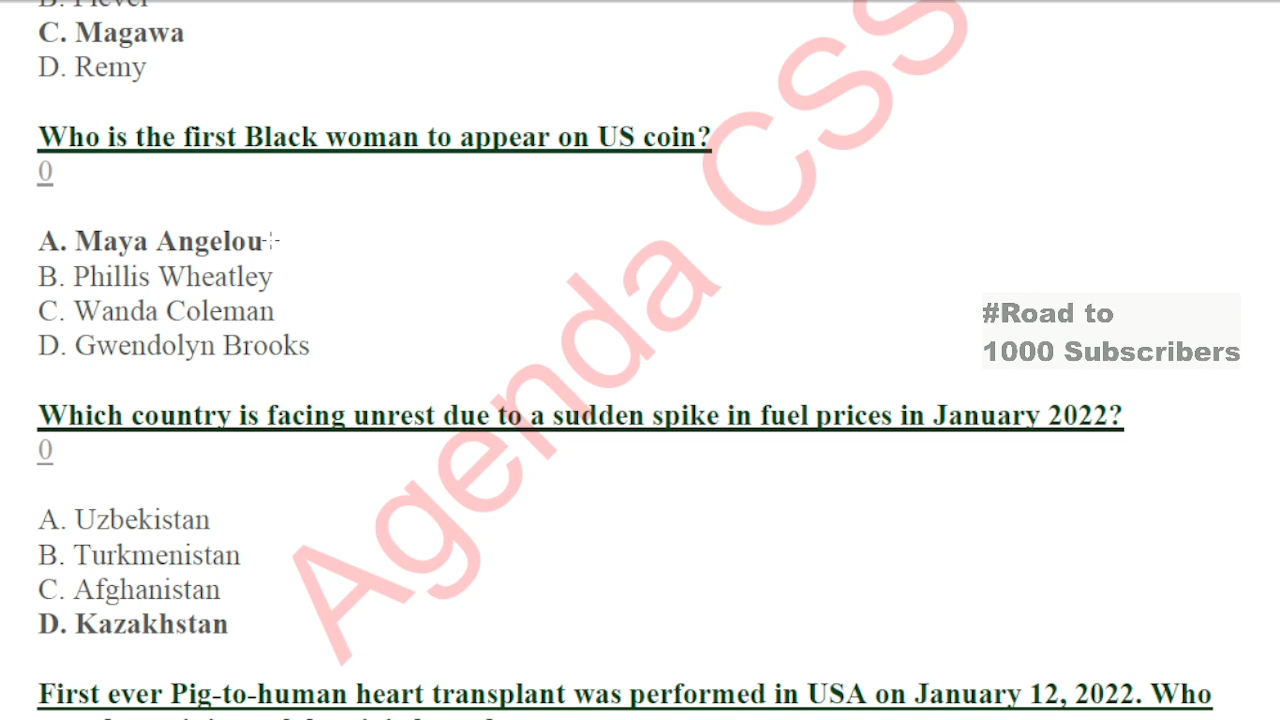 B. Flever
C. Magawa
D. Remy
Who is the first Black woman to appear on US coin?
0
A. Maya Angelou
B. Phillis Wheatley
C. Wanda Coleman
D. Gwendolyn Brooks
#Road to
1000 Subscribers
Which country is facing unrest due to a sudden spike in fuel prices in January 2022?
0
A. Uzbekistan
B. Turkmenistan
C. Afghanistan
D. Kazakhstan
First ever Pig-to-human heart transplant was performed in USA on January 12, 2022. Who
Agenda CSS